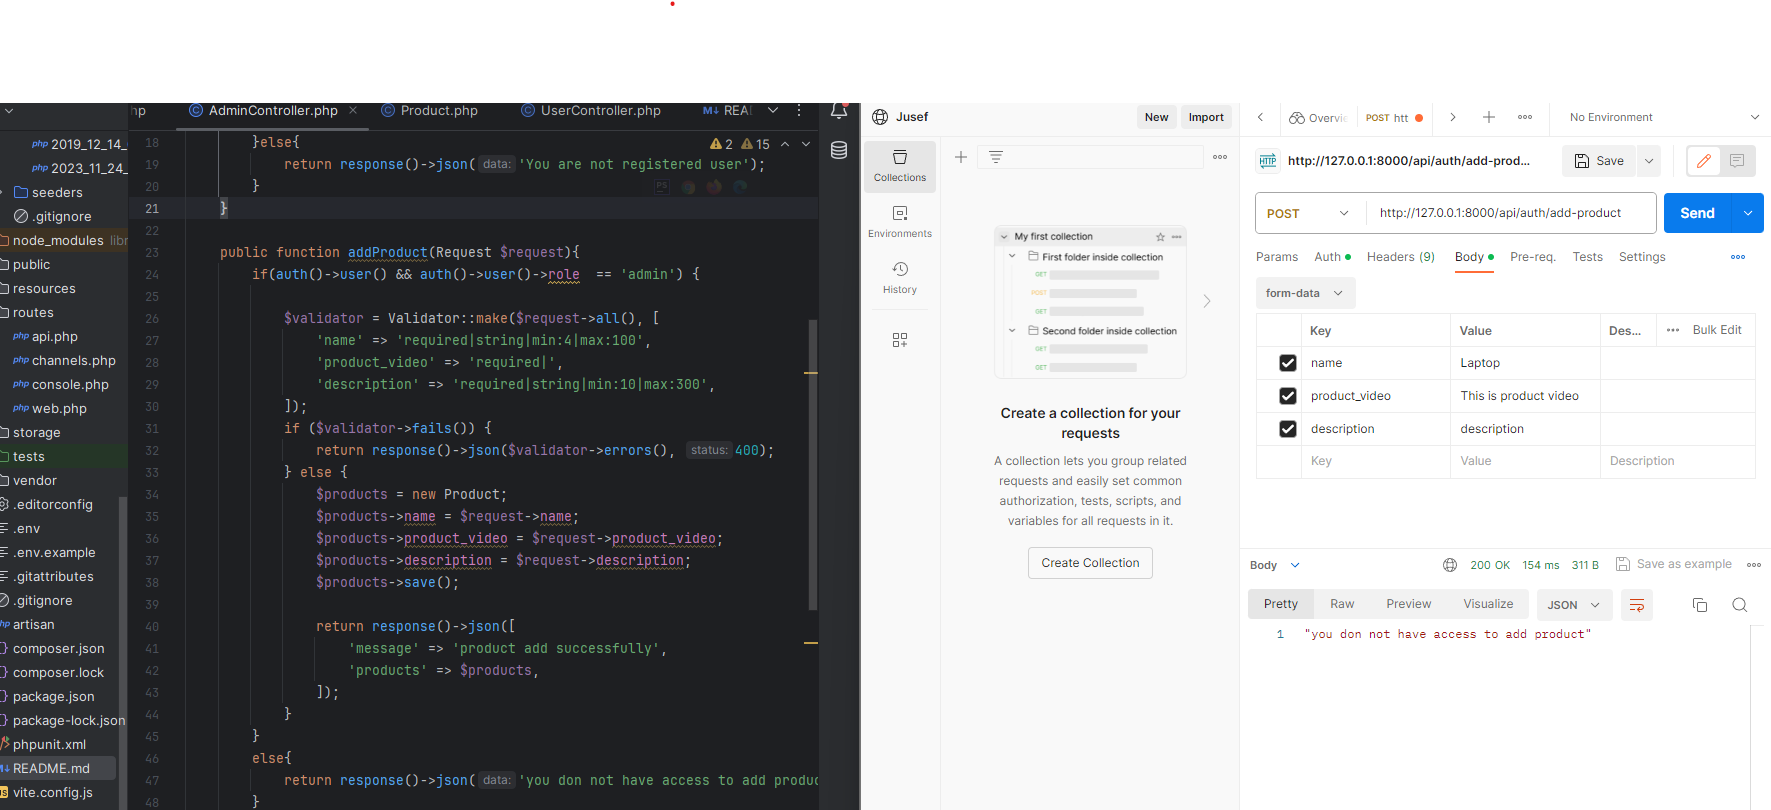 hp
AdminController.php
Product.php
UserController.php
REA
php 2019_12_14_
php 2023_11_24_
seeders
.gitignore
node_modules libr
public
resources
routes
php api.php
php channels.php
php console.php
php web.php
storage
tests
vendor
.editorconfig
.env
.env.example
.gitattributes
.gitignore
php artisan
composer.json
composer.lock
package.json
package-lock.json
phpunit.xml
README.md
JS vite.config.js
2 15
18 }else{
19 return response()->json( data: 'You are not registered user');
20 }
21 }
22
23 public function addProduct(Request $request){
24 if(auth()->user() && auth()->user()->role == 'admin') {
25
26 $validator = Validator::make($request->all(), [
27 'name' => 'required|string|min:4|max:100',
28 'product_video' => 'required|',
29 'description' => 'required|string|min:10|max:300',
30 ]);
31 if ($validator->fails()) {
32 return response()->json($validator->errors(), status: 400);
33 } else {
34 $products = new Product;
35 $products->name = $request->name;
36 $products->product_video = $request->product_video;
37 $products->description = $request->description;
38 $products->save();
39
40 return response()->json([
41 'message' => 'product add successfully',
42 'products' => $products,
43 ]);
44 }
45 }
46 else{
47 return response()->json( data: 'you don not have access to add produc
48 }
Jusef
New
Import
Collections
Environments
History
My first collection
First folder inside collection
GET
POST
GET
Second folder inside collection
GET
GET
Create a collection for your
requests
A collection lets you group related
requests and easily set common
authorization, tests, scripts, and
variables for all requests in it.
Create Collection
Overvie
POST htt
No Environment
HTTP http://127.0.0.1:8000/api/auth/add-prod...
Save
POST
http://127.0.0.1:8000/api/auth/add-product
Send
Params Auth Headers (9) Body Pre-req. Tests Settings
form-data
Key Value Des... Bulk Edit
name Laptop
product_video This is product video
description description
Key Value Description
Body
200 OK 154 ms 311 B Save as example
Pretty Raw Preview Visualize JSON
1 "you don not have access to add product"